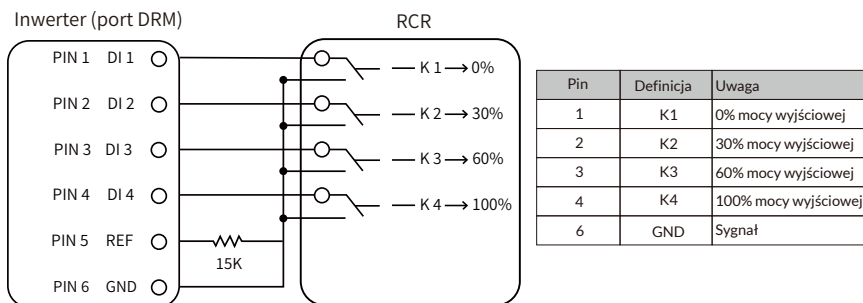 Inwerter (port DRM)
RCR
PIN 1 DI 1
K 1 → 0%
PIN 2 DI 2
K 2 → 30%
PIN 3 DI 3
K 3 → 60%
PIN 4 DI 4
K 4 → 100%
PIN 5 REF
15K
PIN 6 GND
Pin Definicja Uwaga
1 K1 0% mocy wyjściowej
2 K2 30% mocy wyjściowej
3 K3 60% mocy wyjściowej
4 K4 100% mocy wyjściowej
6 GND Sygnał